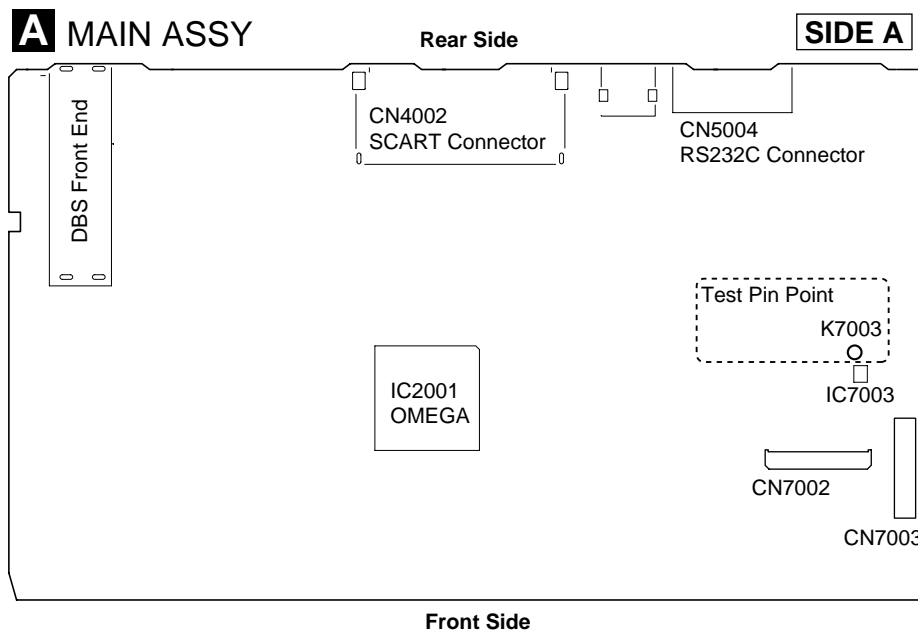 A MAIN ASSY
Rear Side
SIDE A
DBS Front End
CN4002
SCART Connector
CN5004
RS232C Connector
Test Pin Point
K7003
IC7003
IC2001
OMEGA
CN7002
CN7003
Front Side